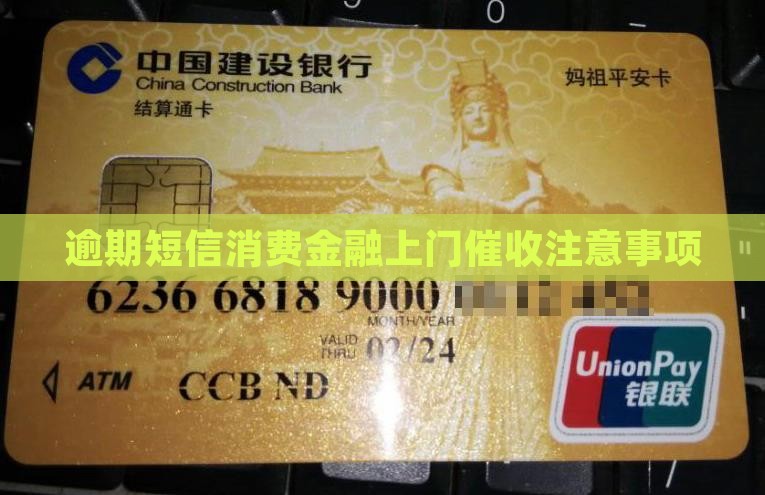 中国建设银行
China Construction Bank
结算通卡
妈祖平安卡
逾期短信消费金融上门催收注意事项
6236 6818 9000
MONTH/YEAR
VALID
THRU
02/24
ATM
CCB ND
UnionPay
银联